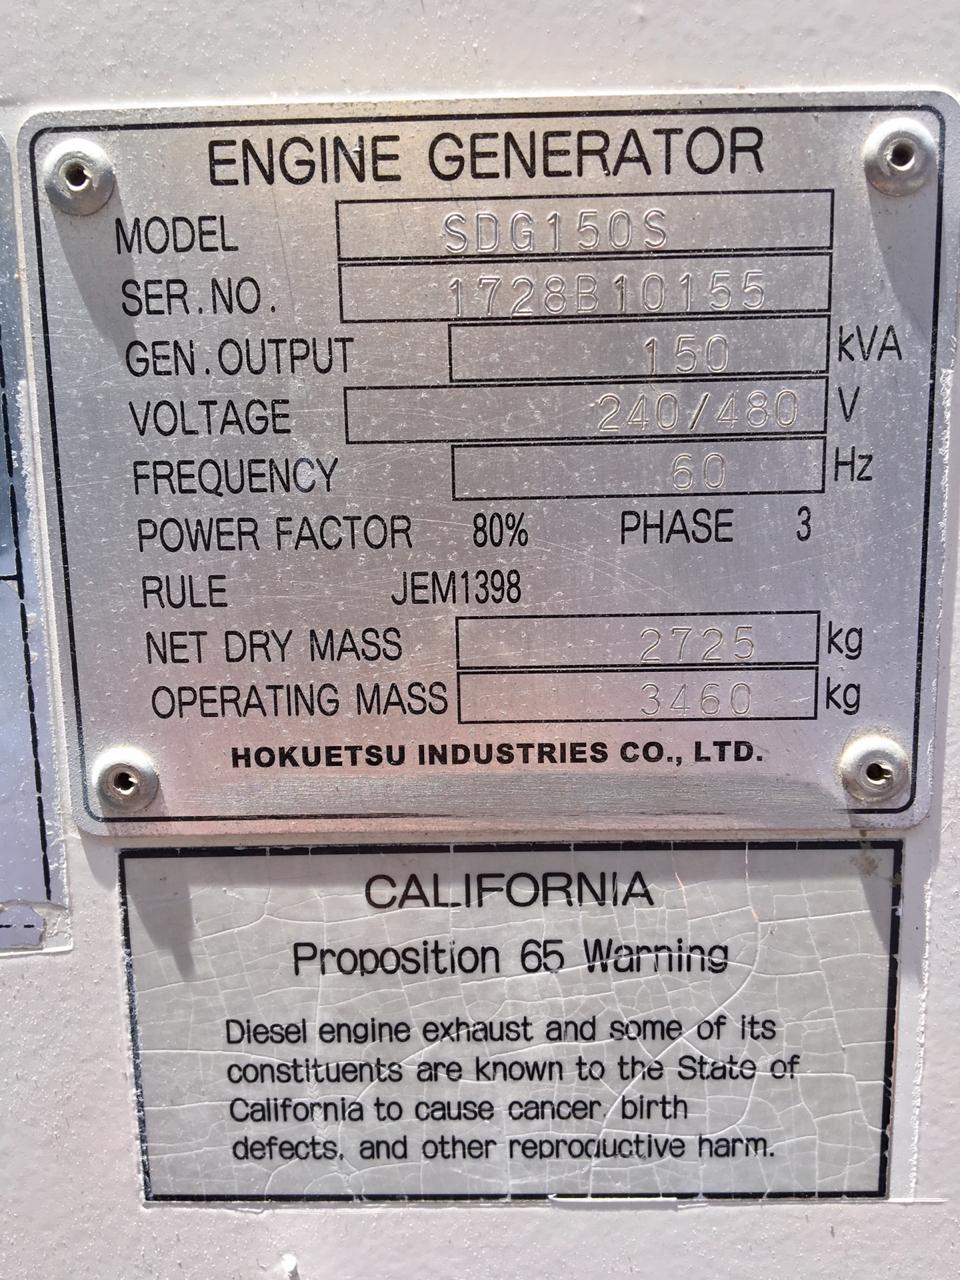 ENGINE GENERATOR
MODEL SDG150S
SER.NO. 1728B10155
GEN.OUTPUT 150 kVA
VOLTAGE 240/480 V
FREQUENCY 60 Hz
POWER FACTOR 80% PHASE 3
RULE JEM1398
NET DRY MASS 2725 kg
OPERATING MASS 3460 kg
HOKUETSU INDUSTRIES CO., LTD.
CALIFORNIA
Proposition 65 Warning
Diesel engine exhaust and some of its
constituents are known to the State of
California to cause cancer, birth
defects, and other reproductive harm.